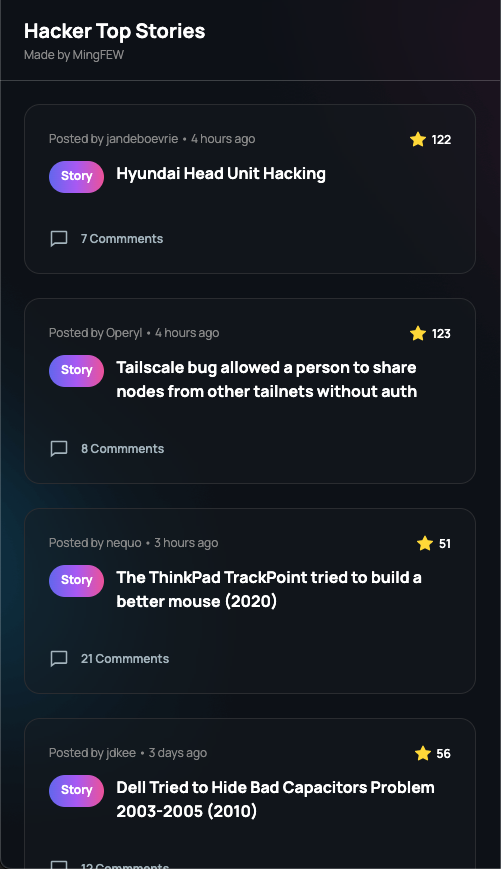 Hacker Top Stories
Made by MingFEW
Posted by jandeboevrie • 4 hours ago
122
Story
Hyundai Head Unit Hacking
7 Commments
Posted by Operyl • 4 hours ago
123
Story
Tailscale bug allowed a person to share
nodes from other tailnets without auth
8 Commments
Posted by nequo • 3 hours ago
51
Story
The ThinkPad TrackPoint tried to build a
better mouse (2020)
21 Commments
Posted by jdkee • 3 days ago
56
Story
Dell Tried to Hide Bad Capacitors Problem
2003-2005 (2010)
12 Commments